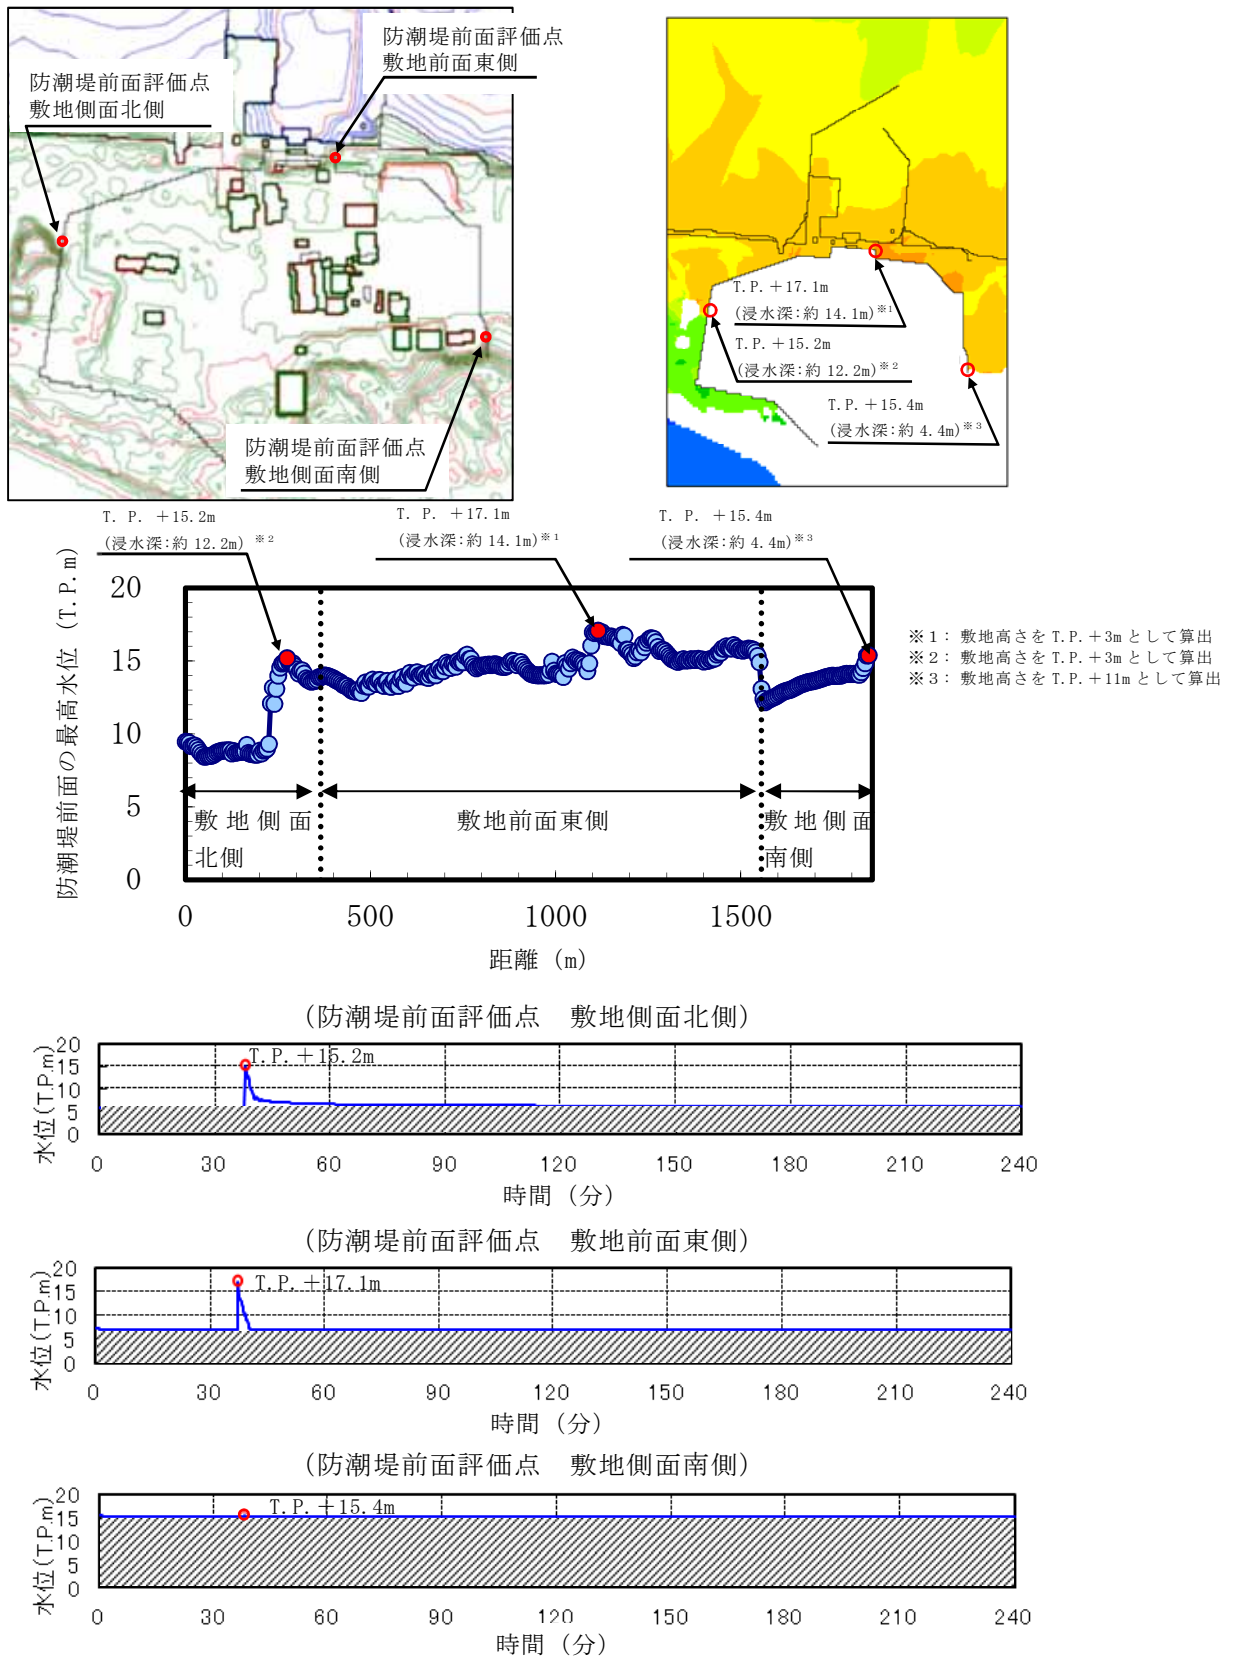 防潮堤前面評価点
敷地側面北側
防潮堤前面評価点
敷地前面東側
防潮堤前面評価点
敷地側面南側
T.P.+17.1m
(浸水深:約 14.1m)※1
T.P.+15.2m
(浸水深:約 12.2m)※2
T.P.+15.4m
(浸水深:約 4.4m)※3
T.P. +15.2m
(浸水深:約 12.2m) ※2
T.P. +17.1m
(浸水深:約 14.1m)※1
T.P. +15.4m
(浸水深:約 4.4m)※3
防潮堤前面の最高水位 (T.P.m)
20
15
10
5
0
敷地側面
北側
敷地前面東側
敷地側面
南側
0 500 1000 1500
距離 (m)
※1: 敷地高さを T.P.+3m として算出
※2: 敷地高さを T.P.+3m として算出
※3: 敷地高さを T.P.+11m として算出
(防潮堤前面評価点 敷地側面北側)
水位(T.P.m)
20
15
10
5
0
T.P.+15.2m
0 30 60 90 120 150 180 210 240
時間 (分)
(防潮堤前面評価点 敷地前面東側)
水位(T.P.m)
20
15
10
5
0
T.P.+17.1m
0 30 60 90 120 150 180 210 240
時間 (分)
(防潮堤前面評価点 敷地側面南側)
水位(T.P.m)
20
15
10
5
0
T.P.+15.4m
0 30 60 90 120 150 180 210 240
時間 (分)